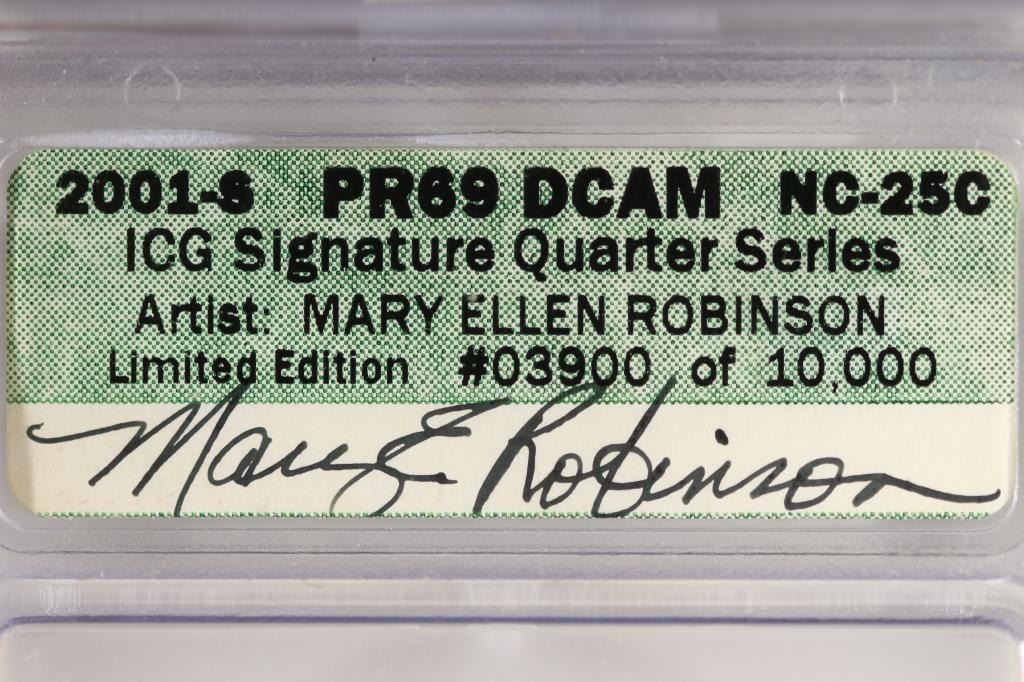 2001-S PR69 DCAM NC-25C
ICG Signature Quarter Series
Artist: MARY ELLEN ROBINSON
Limited Edition #03900 of 10,000
Mary E. Robinson